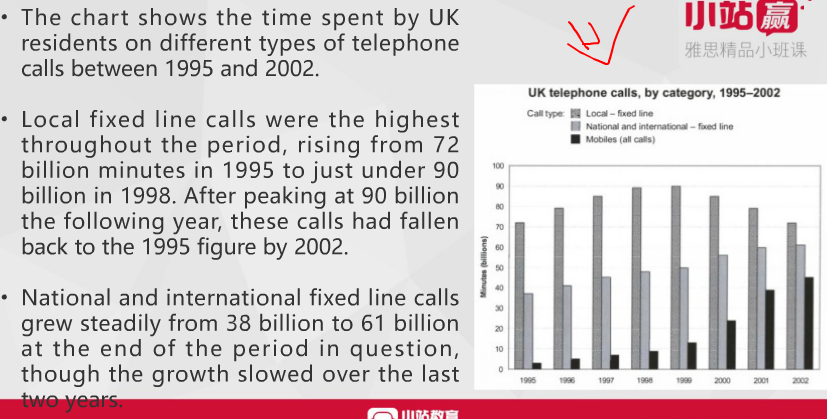 • The chart shows the time spent by UK
residents on different types of telephone
calls between 1995 and 2002.
• Local fixed line calls were the highest
throughout the period, rising from 72
billion minutes in 1995 to just under 90
billion in 1998. After peaking at 90 billion
the following year, these calls had fallen
back to the 1995 figure by 2002.
• National and international fixed line calls
grew steadily from 38 billion to 61 billion
at the end of the period in question,
though the growth slowed over the last
two years.
小站赢
雅思精品小班课
UK telephone calls, by category, 1995–2002
Call type: Local – fixed line
National and international – fixed line
Mobiles (all calls)
Minutes (billions)
100
90
80
70
60
50
40
30
20
10
0
1995 1996 1997 1998 1999 2000 2001 2002
小站教育